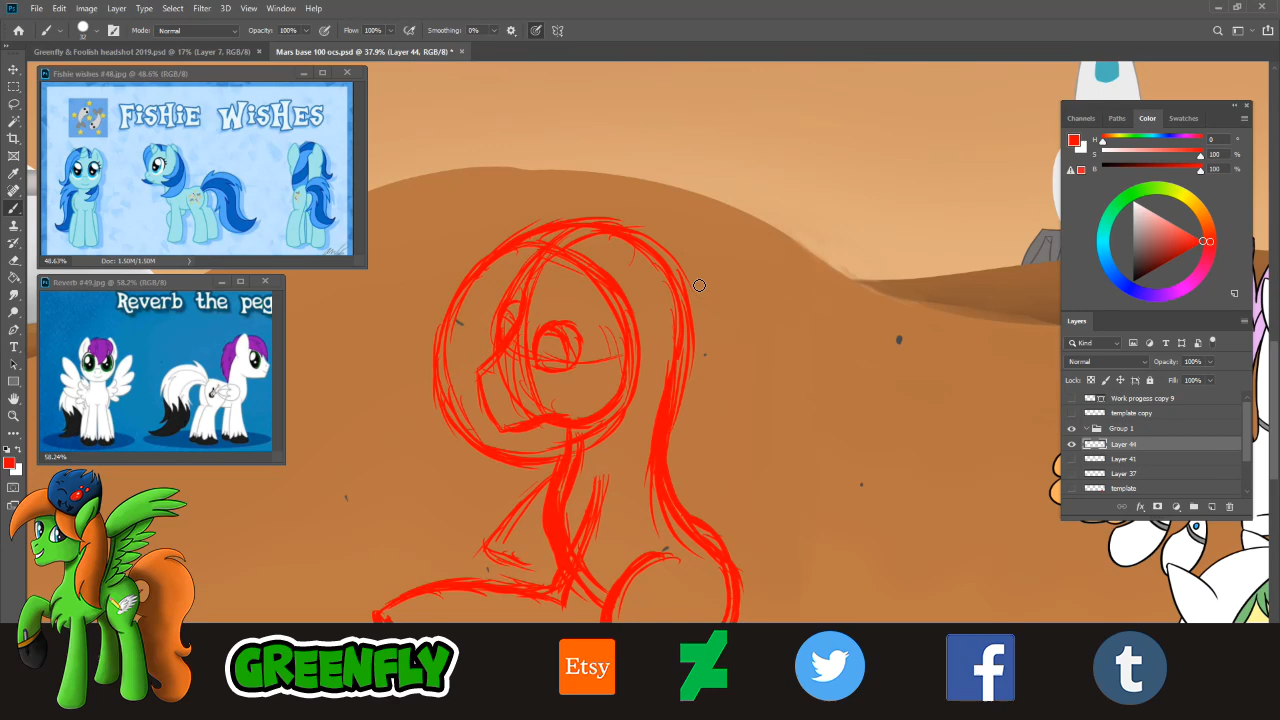 File Edit Image Layer Type Select Filter 3D View Window Help
32 Mode: Normal Opacity: 100% Flow: 100% Smoothing: 0%
Greenfly & Foolish headshot 2019.psd @ 17% (Layer 7, RGB/8) × Mars base 100 ocs.psd @ 37.9% (Layer 44, RGB/8) * ×
Fishie wishes #48.jpg @ 48.6% (RGB/8)
FiSHiE WiSHES
48.63% Doc: 1.50M/1.50M
Reverb #49.jpg @ 58.2% (RGB/8)
Reverb the peg
58.24%
Channels Paths Color Swatches
H 0 °
S 100 %
B 100 %
Layers
Kind
Normal Opacity: 100%
Lock: Fill: 100%
Work progess copy 9
template copy
Group 1
Layer 44
Layer 41
Layer 37
template
GREENFLY
Etsy
f
t